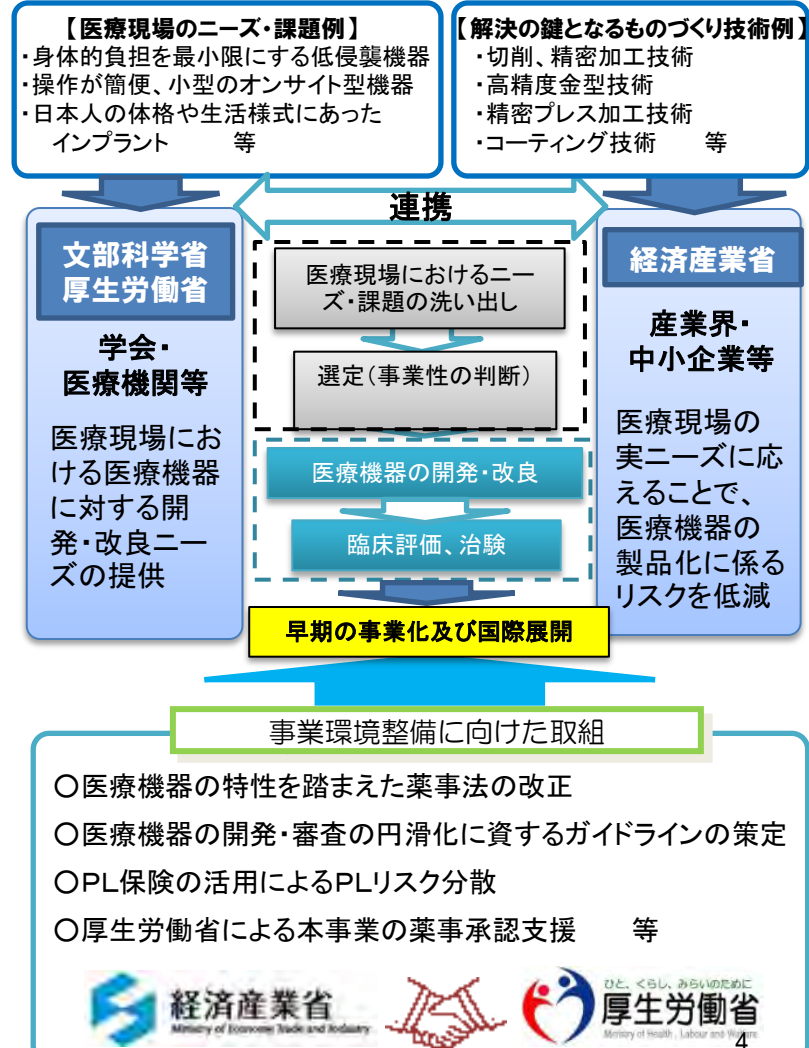 【医療現場のニーズ・課題例】
・身体的負担を最小限にする低侵襲機器
・操作が簡便、小型のオンサイト型機器
・日本人の体格や生活様式にあった
インプラント 等
【解決の鍵となるものづくり技術例】
・切削、精密加工技術
・高精度金型技術
・精密プレス加工技術
・コーティング技術 等
連携
文部科学省
厚生労働省
学会・
医療機関等
医療現場にお
ける医療機器
に対する開
発・改良ニー
ズの提供
医療現場におけるニー
ズ・課題の洗い出し
選定(事業性の判断)
医療機器の開発・改良
臨床評価、治験
早期の事業化及び国際展開
経済産業省
産業界・
中小企業等
医療現場の
実ニーズに応
えることで、
医療機器の
製品化に係る
リスクを低減
事業環境整備に向けた取組
○医療機器の特性を踏まえた薬事法の改正
○医療機器の開発・審査の円滑化に資するガイドラインの策定
○PL保険の活用によるPLリスク分散
○厚生労働省による本事業の薬事承認支援 等
経済産業省
Ministry of Economy Trade and Industry
ひと、くらし、みらいのために
厚生労働省
Ministry of Health, Labour and Welfare
4